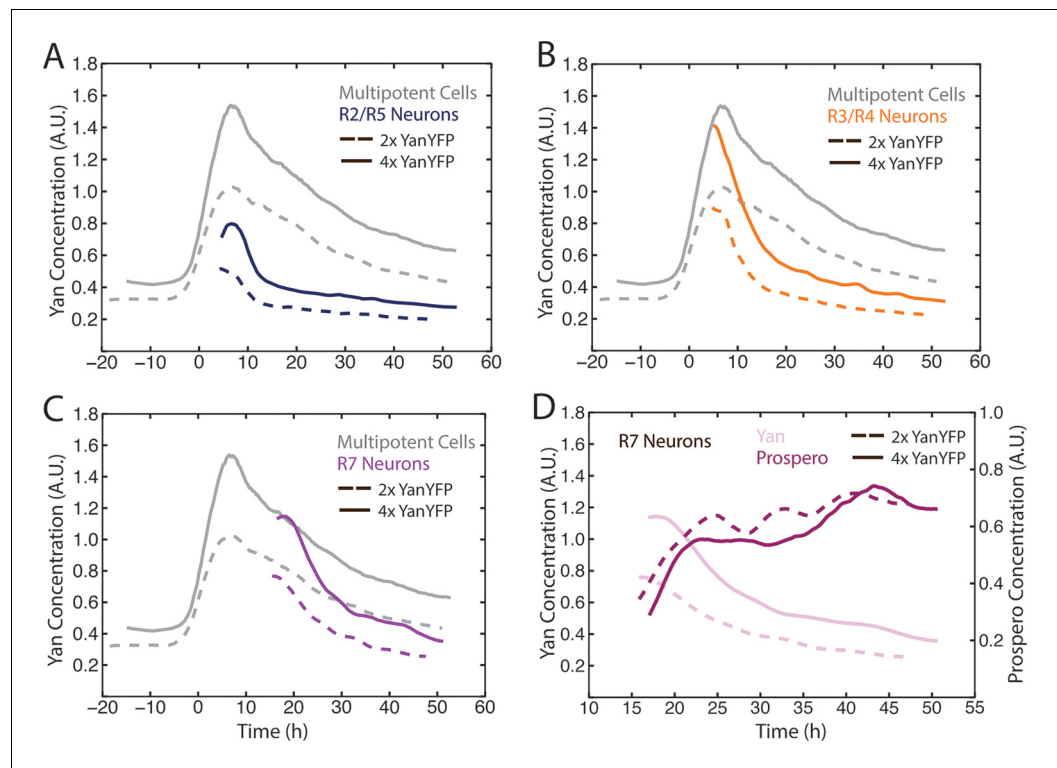 A
Yan Concentration (A.U.)
1.8
1.6
1.4
1.2
1.0
0.8
0.6
0.4
0.2
Multipotent Cells
R2/R5 Neurons
2x YanYFP
4x YanYFP
−20 −10 0 10 20 30 40 50 60
B
Yan Concentration (A.U.)
1.8
1.6
1.4
1.2
1.0
0.8
0.6
0.4
0.2
Multipotent Cells
R3/R4 Neurons
2x YanYFP
4x YanYFP
−20 −10 0 10 20 30 40 50 60
C
Yan Concentration (A.U.)
1.8
1.6
1.4
1.2
1.0
0.8
0.6
0.4
0.2
Multipotent Cells
R7 Neurons
2x YanYFP
4x YanYFP
−20 −10 0 10 20 30 40 50 60
Time (h)
D
Yan Concentration (A.U.)
1.8
1.6
1.4
1.2
1.0
0.8
0.6
0.4
0.2
R7 Neurons
Yan
Prospero
2x YanYFP
4x YanYFP
1.0
0.8
0.6
0.4
0.2
Prospero Concentration (A.U.)
10 15 20 25 30 35 40 45 50 55
Time (h)